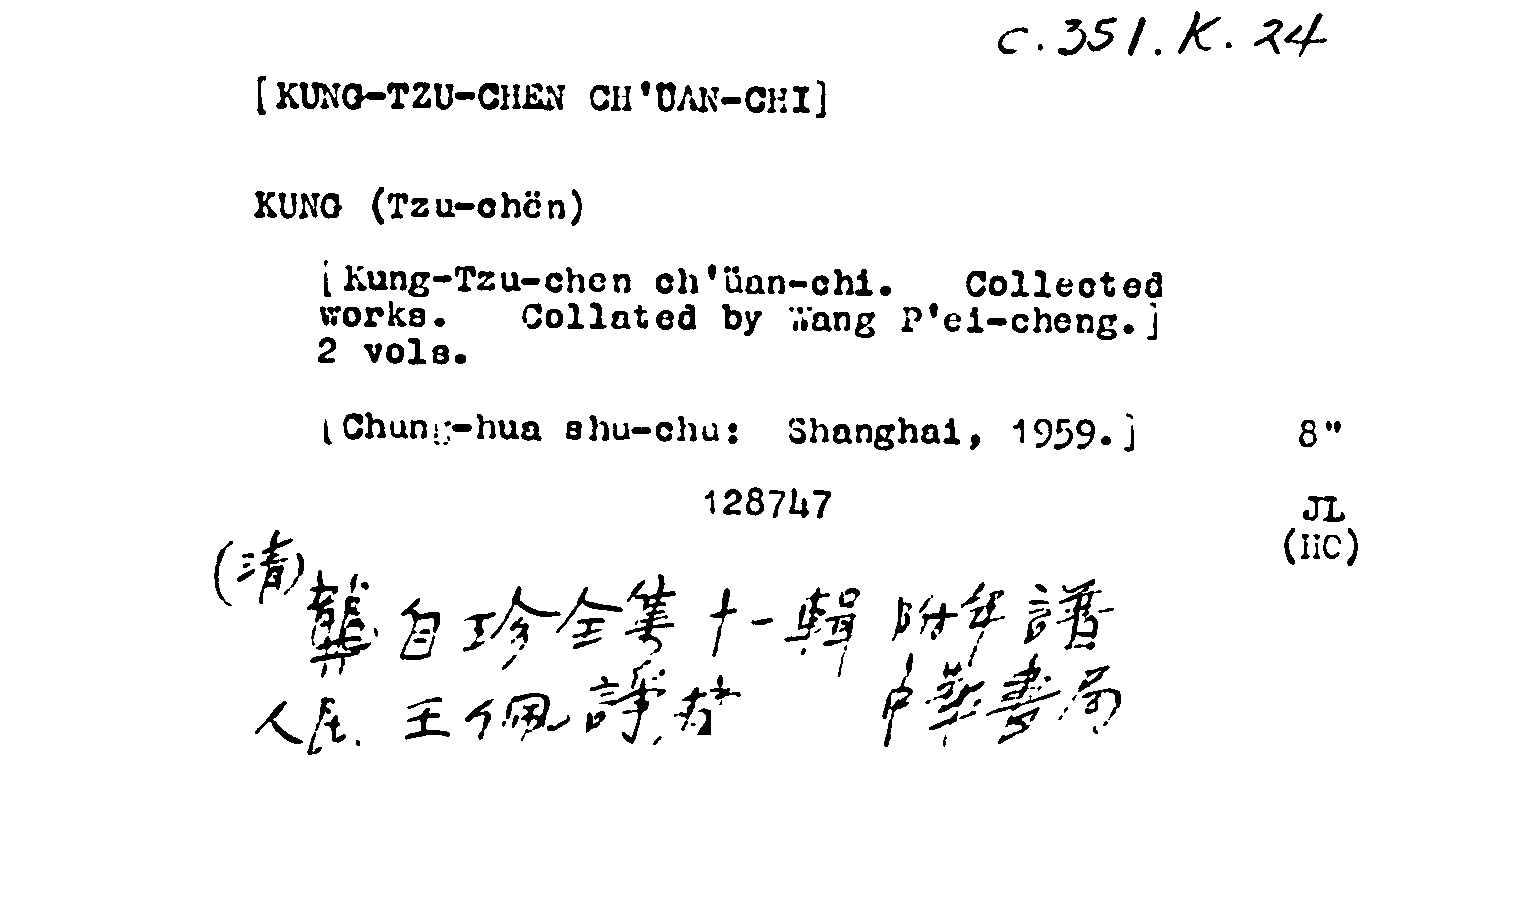 c.351.K.24
[KUNG-TZU-CHEN CH'ÜAN-CHI]
KUNG (Tzu-chën)
[Kung-Tzu-chen ch'üan-chi. Collected
works. Collated by Wang P'ei-cheng.]
2 vols.
[Chung-hua shu-chu: Shanghai, 1959.] 8"
128747 JL
(HC)
(清)
龔自珍全集十一輯 附年譜
人民. 王佩諍校 中華書局